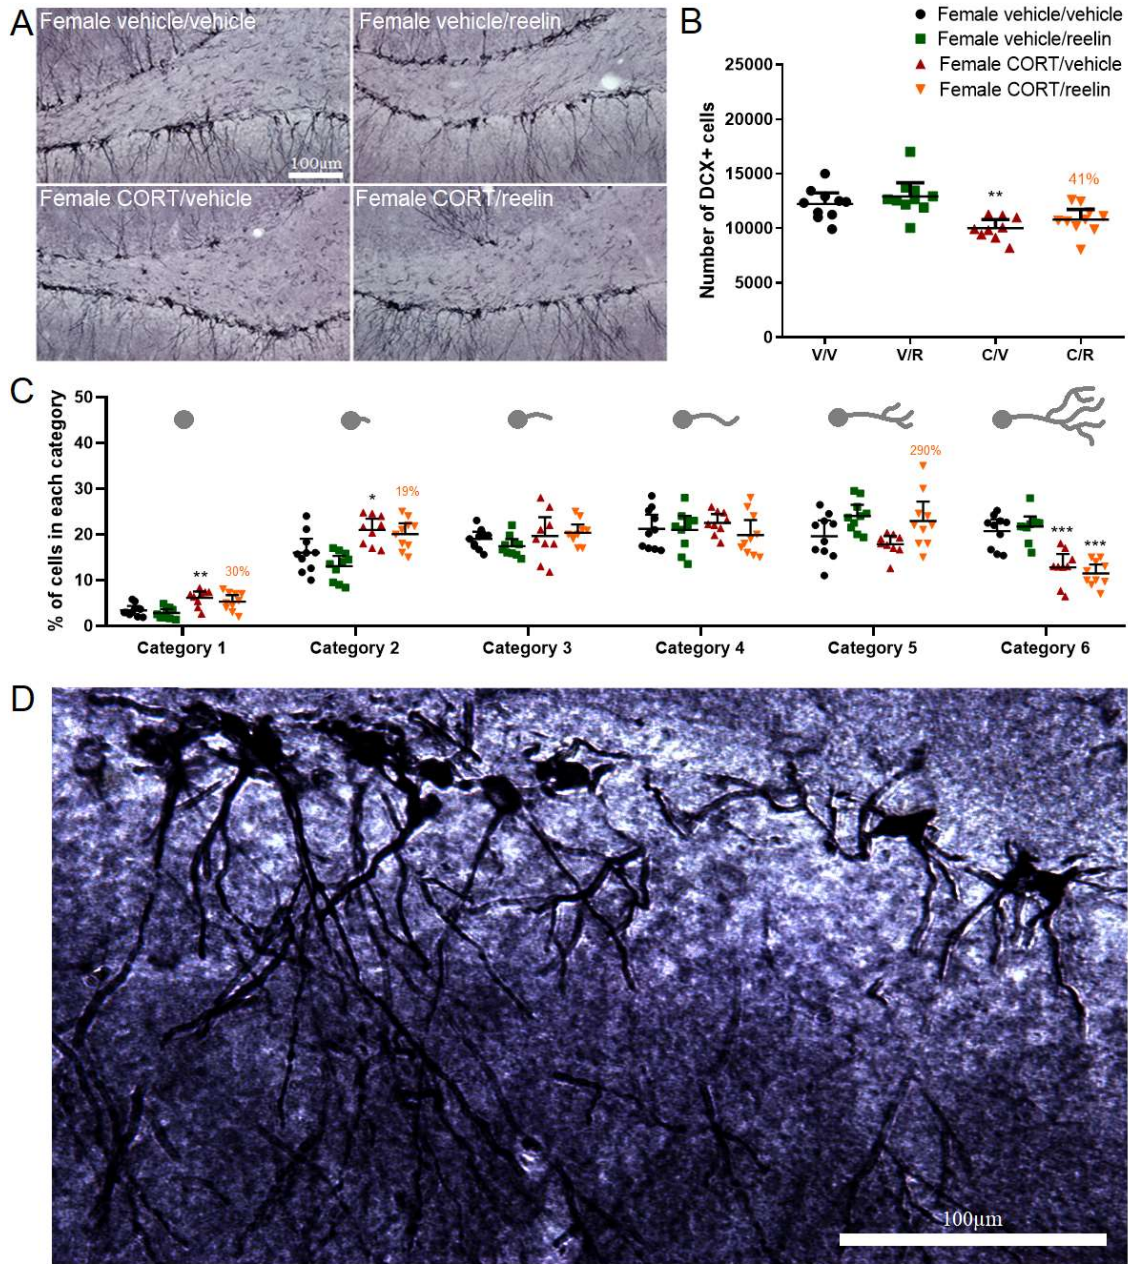 A
Female vehicle/vehicle
Female vehicle/reelin
100µm
Female CORT/vehicle
Female CORT/reelin
B
Female vehicle/vehicle
Female vehicle/reelin
Female CORT/vehicle
Female CORT/reelin
Number of DCX+ cells
25000
20000
15000
10000
5000
0
**
41%
V/V
V/R
C/V
C/R
C
% of cells in each category
50
40
30
20
10
0
**
30%
*
19%
290%
***
***
Category 1
Category 2
Category 3
Category 4
Category 5
Category 6
D
100µm